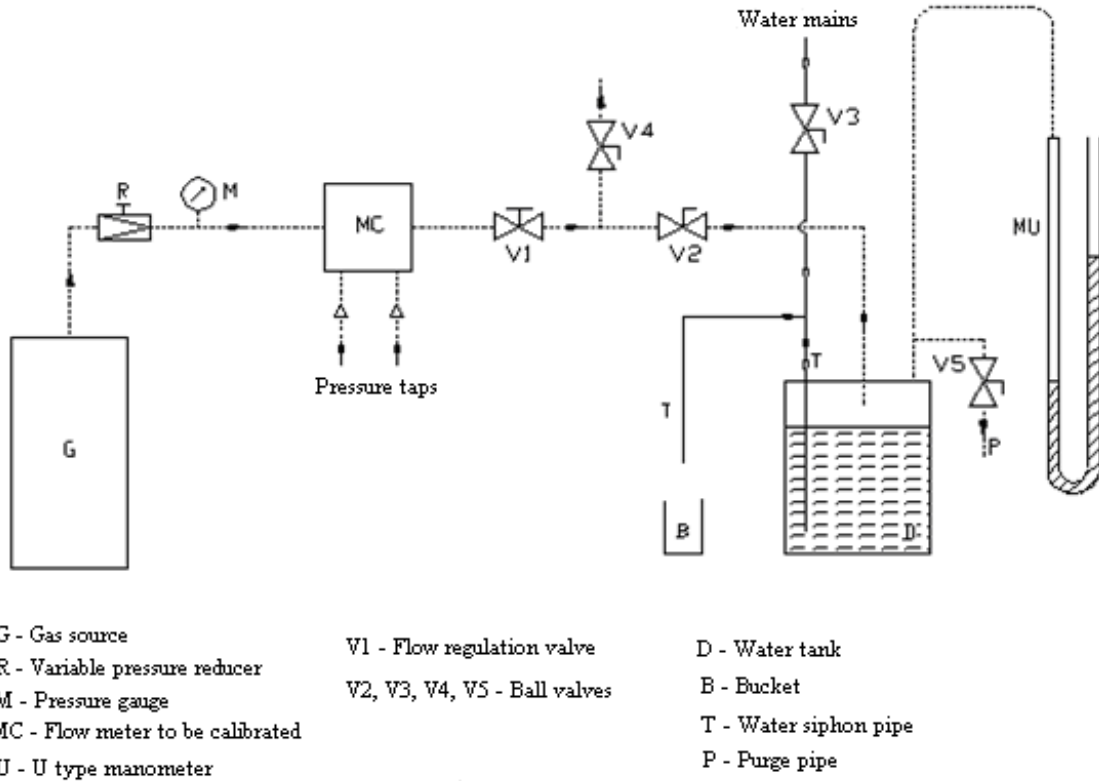 Water mains
V4
V3
R
M
MC
MU
V1
V2
Pressure taps
T
V5
T
G
P
B
D
G - Gas source
R - Variable pressure reducer
M - Pressure gauge
MC - Flow meter to be calibrated
U - U type manometer
V1 - Flow regulation valve
V2, V3, V4, V5 - Ball valves
D - Water tank
B - Bucket
T - Water siphon pipe
P - Purge pipe